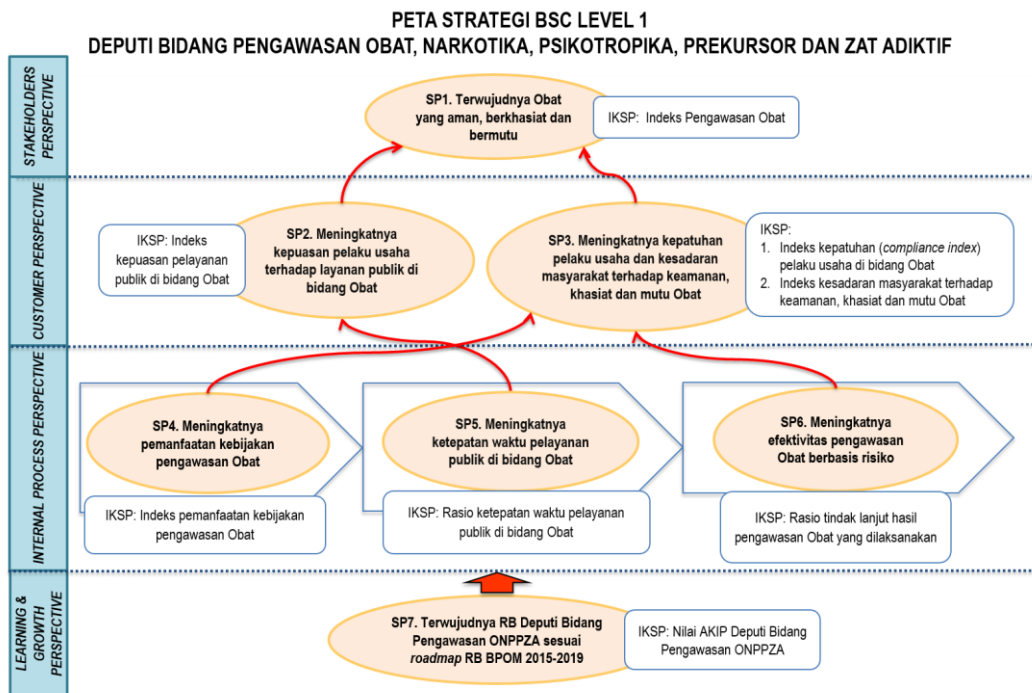 PETA STRATEGI BSC LEVEL 1
DEPUTI BIDANG PENGAWASAN OBAT, NARKOTIKA, PSIKOTROPIKA, PREKURSOR DAN ZAT ADIKTIF
STAKEHOLDERS
PERSPECTIVE
SP1. Terwujudnya Obat
yang aman, berkhasiat dan
bermutu
IKSP: Indeks Pengawasan Obat
CUSTOMER PERSPECTIVE
IKSP: Indeks
kepuasan pelayanan
publik di bidang Obat
SP2. Meningkatnya
kepuasan pelaku usaha
terhadap layanan publik di
bidang Obat
SP3. Meningkatnya kepatuhan
pelaku usaha dan kesadaran
masyarakat terhadap keamanan,
khasiat dan mutu Obat
IKSP:
1. Indeks kepatuhan (compliance index)
pelaku usaha di bidang Obat
2. Indeks kesadaran masyarakat terhadap
keamanan, khasiat dan mutu Obat
INTERNAL PROCESS PERSPECTIVE
SP4. Meningkatnya
pemanfaatan kebijakan
pengawasan Obat
IKSP: Indeks pemanfaatan kebijakan
pengawasan Obat
SP5. Meningkatnya
ketepatan waktu pelayanan
publik di bidang Obat
IKSP: Rasio ketepatan waktu pelayanan
publik di bidang Obat
SP6. Meningkatnya
efektivitas pengawasan
Obat berbasis risiko
IKSP: Rasio tindak lanjut hasil
pengawasan Obat yang dilaksanakan
LEARNING &
GROWTH
PERSPECTIVE
SP7. Terwujudnya RB Deputi Bidang
Pengawasan ONPPZA sesuai
roadmap RB BPOM 2015-2019
IKSP: Nilai AKIP Deputi Bidang
Pengawasan ONPPZA